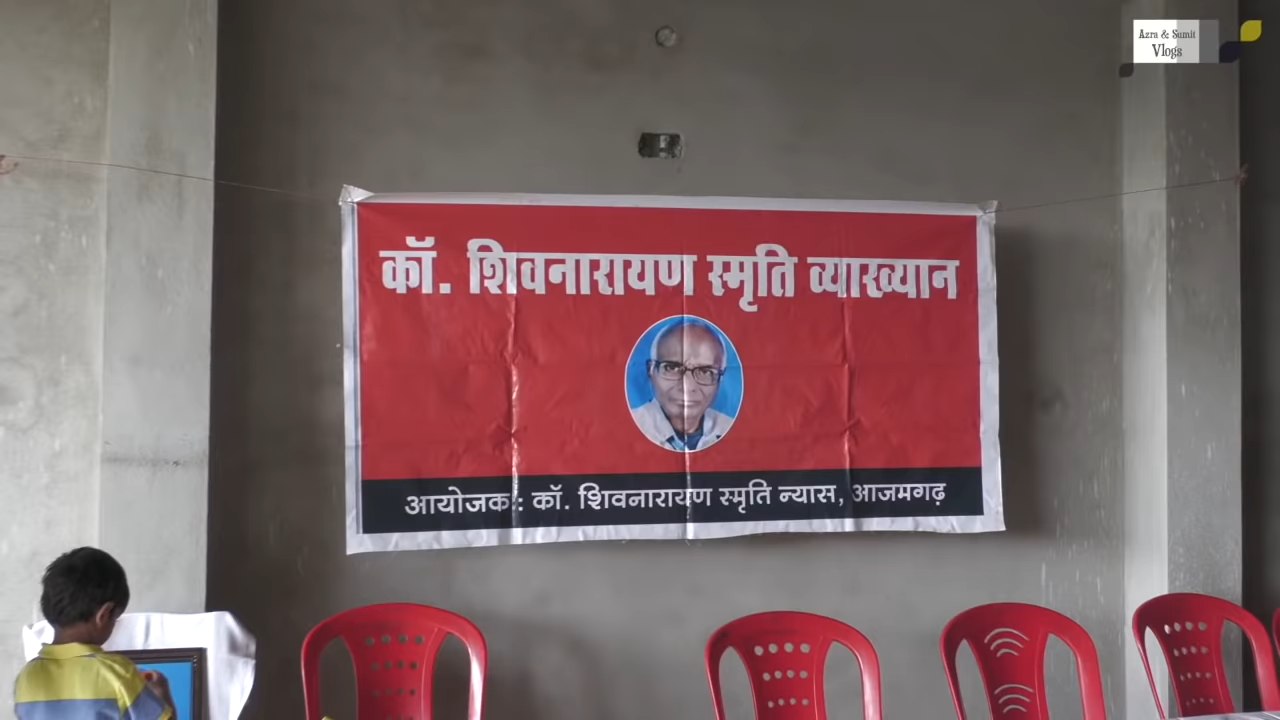 Azra & Sumit
Vlogs
कॉ. शिवनारायण स्मृति व्याख्यान
आयोजक : कॉ. शिवनारायण स्मृति न्यास, आजमगढ़